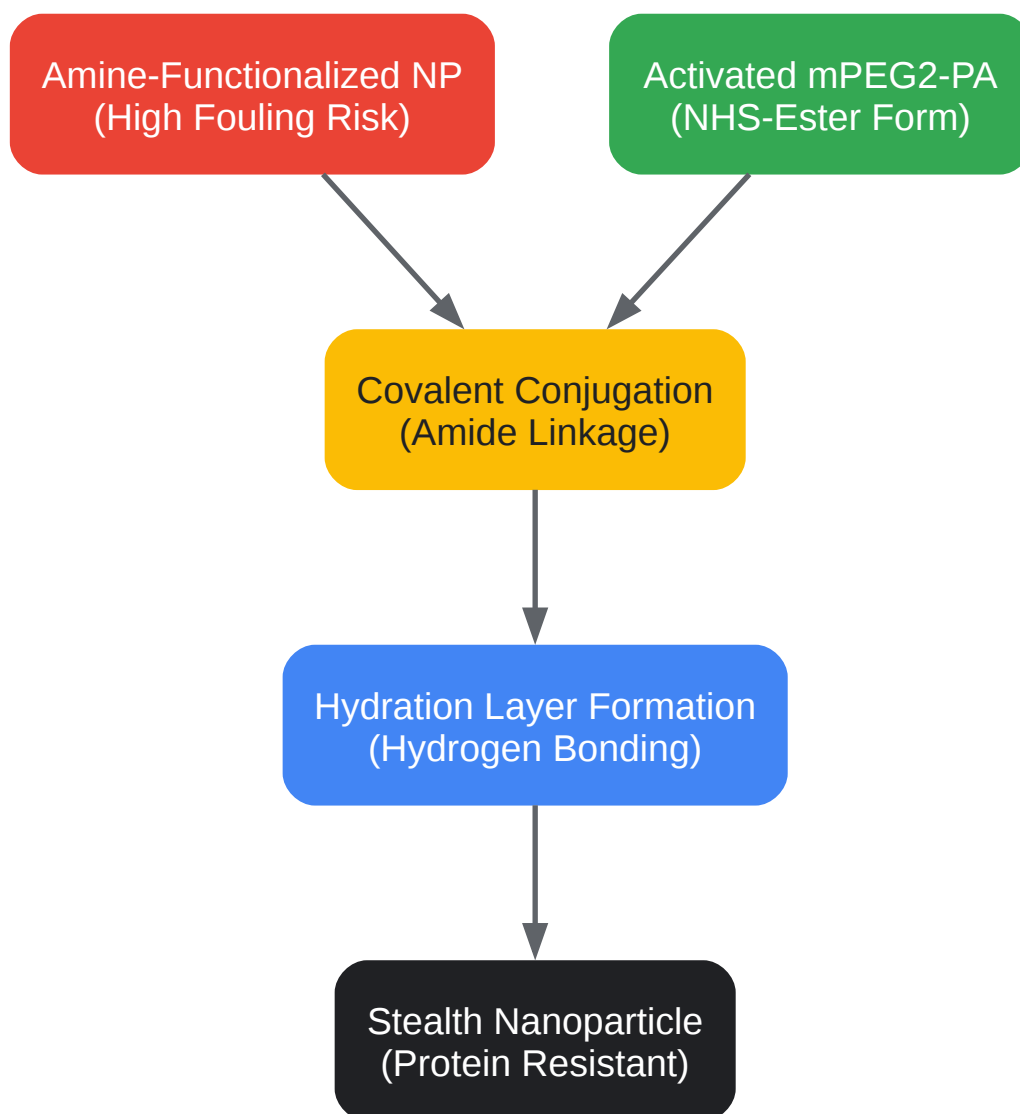 Amine-Functionalized NP
(High Fouling Risk)
Activated mPEG2-PA
(NHS-Ester Form)
Covalent Conjugation
(Amide Linkage)
Hydration Layer Formation
(Hydrogen Bonding)
Stealth Nanoparticle
(Protein Resistant)